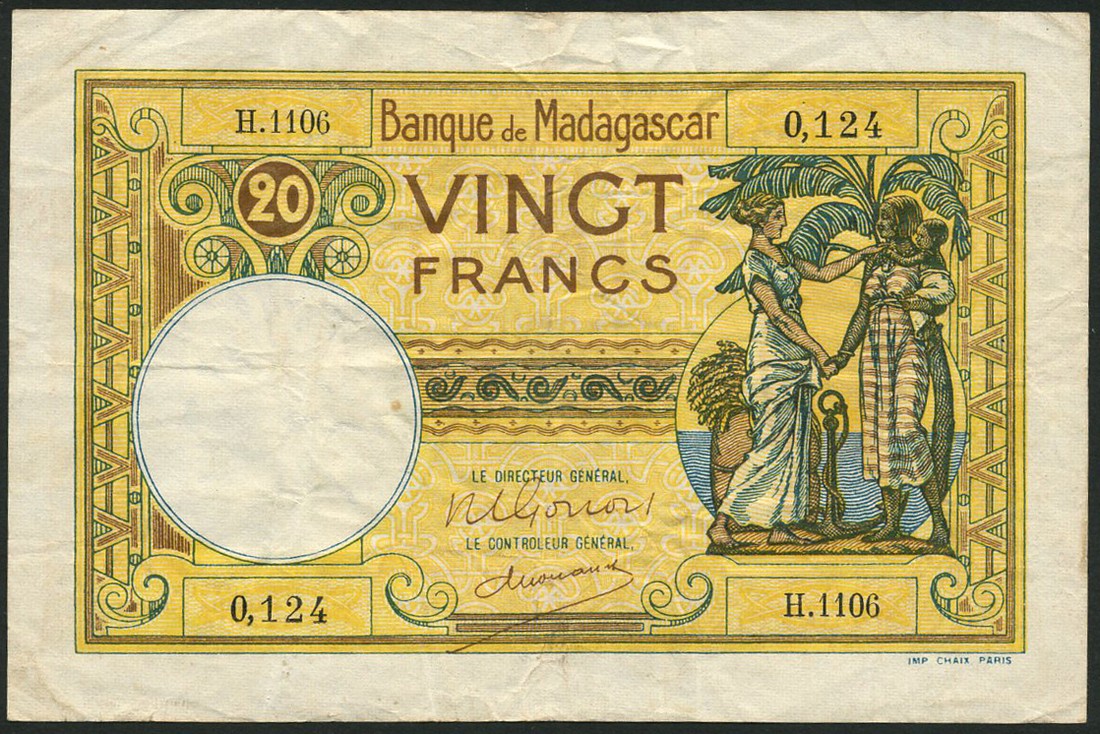 H.1106
Banque de Madagascar
0,124
20
VINGT
FRANCS
LE DIRECTEUR GÉNÉRAL,
LE CONTROLEUR GÉNÉRAL,
0,124
H.1106
IMP CHAIX PARIS